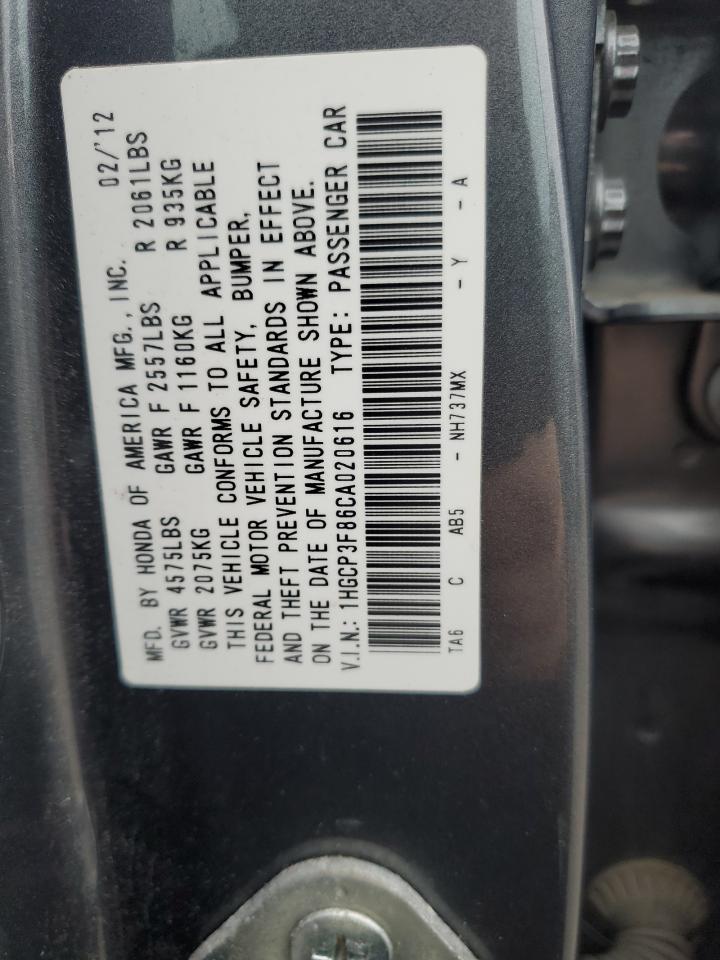 MFD. BY HONDA OF AMERICA MFG., INC. 02/'12
GVWR 4575LBS GAWR F 2557LBS R 2061LBS
GVWR 2075KG GAWR F 1160KG R 935KG
THIS VEHICLE CONFORMS TO ALL APPLICABLE
FEDERAL MOTOR VEHICLE SAFETY, BUMPER,
AND THEFT PREVENTION STANDARDS IN EFFECT
ON THE DATE OF MANUFACTURE SHOWN ABOVE.
V.I.N.: 1HGCP3F86CA020616 TYPE: PASSENGER CAR
TA6 C AB5 - NH737MX - Y - A